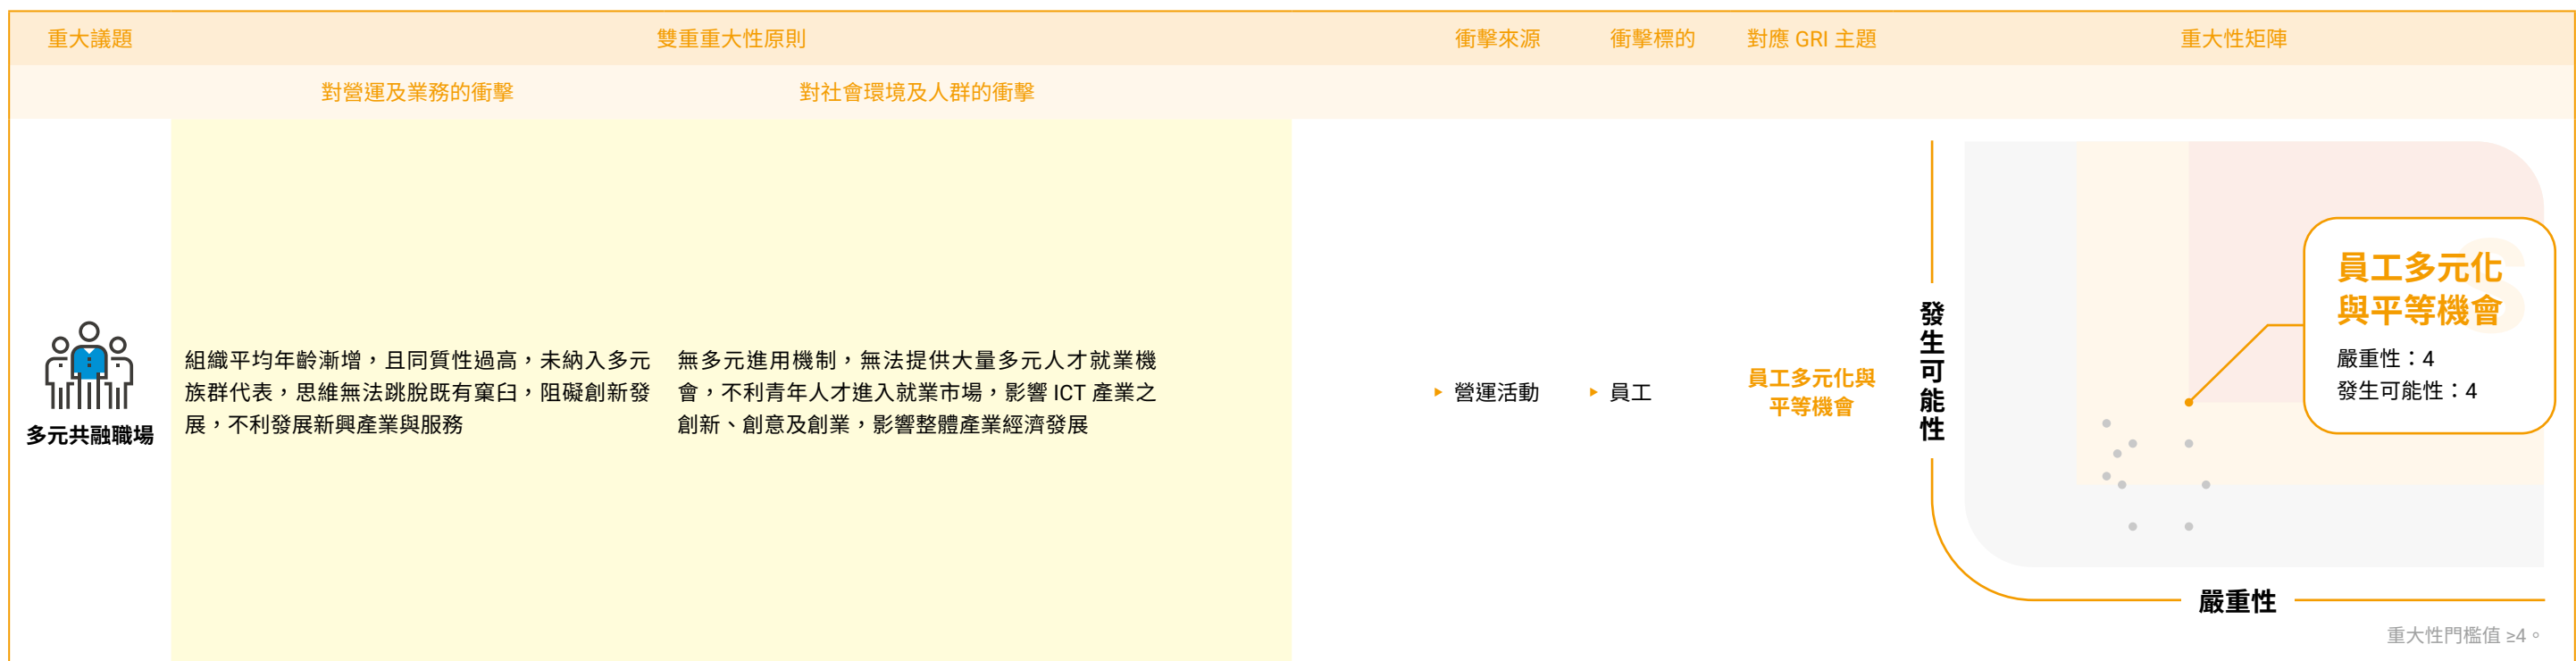 重大議題
雙重重大性原則
衝擊來源
衝擊標的
對應 GRI 主題
重大性矩陣
對營運及業務的衝擊
對社會環境及人群的衝擊
多元共融職場
組織平均年齡漸增，且同質性過高，未納入多元
族群代表，思維無法跳脫既有窠臼，阻礙創新發
展，不利發展新興產業與服務
無多元進用機制，無法提供大量多元人才就業機
會，不利青年人才進入就業市場，影響 ICT 產業之
創新、創意及創業，影響整體產業經濟發展
營運活動
員工
員工多元化與
平等機會
發生可能性
S
員工多元化
與平等機會
嚴重性：4
發生可能性：4
嚴重性
重大性門檻值 ≥4。